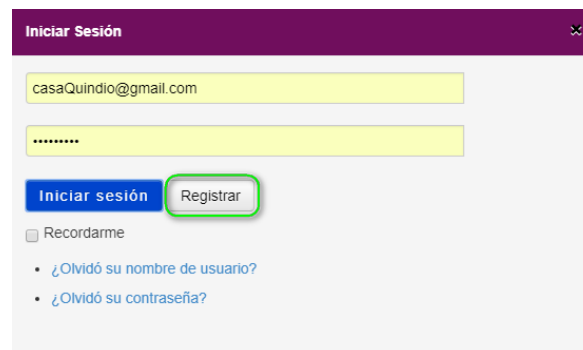 Iniciar Sesión
casaQuindio@gmail.com
•••••••••
Iniciar sesión Registrar
Recordarme
• ¿Olvidó su nombre de usuario?
• ¿Olvidó su contraseña?